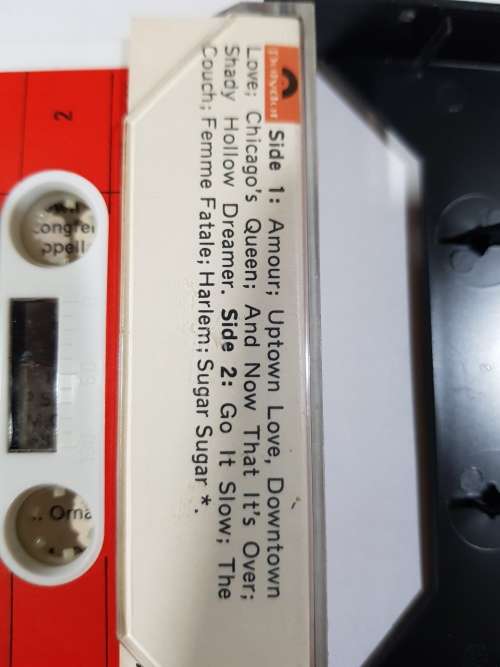 Polydor
Side 1: Amour; Uptown Love, Downtown
Love; Chicago's Queen; And Now That It's Over;
Shady Hollow Dreamer. Side 2: Go It Slow; The
Couch; Femme Fatale; Harlem; Sugar Sugar *.
2